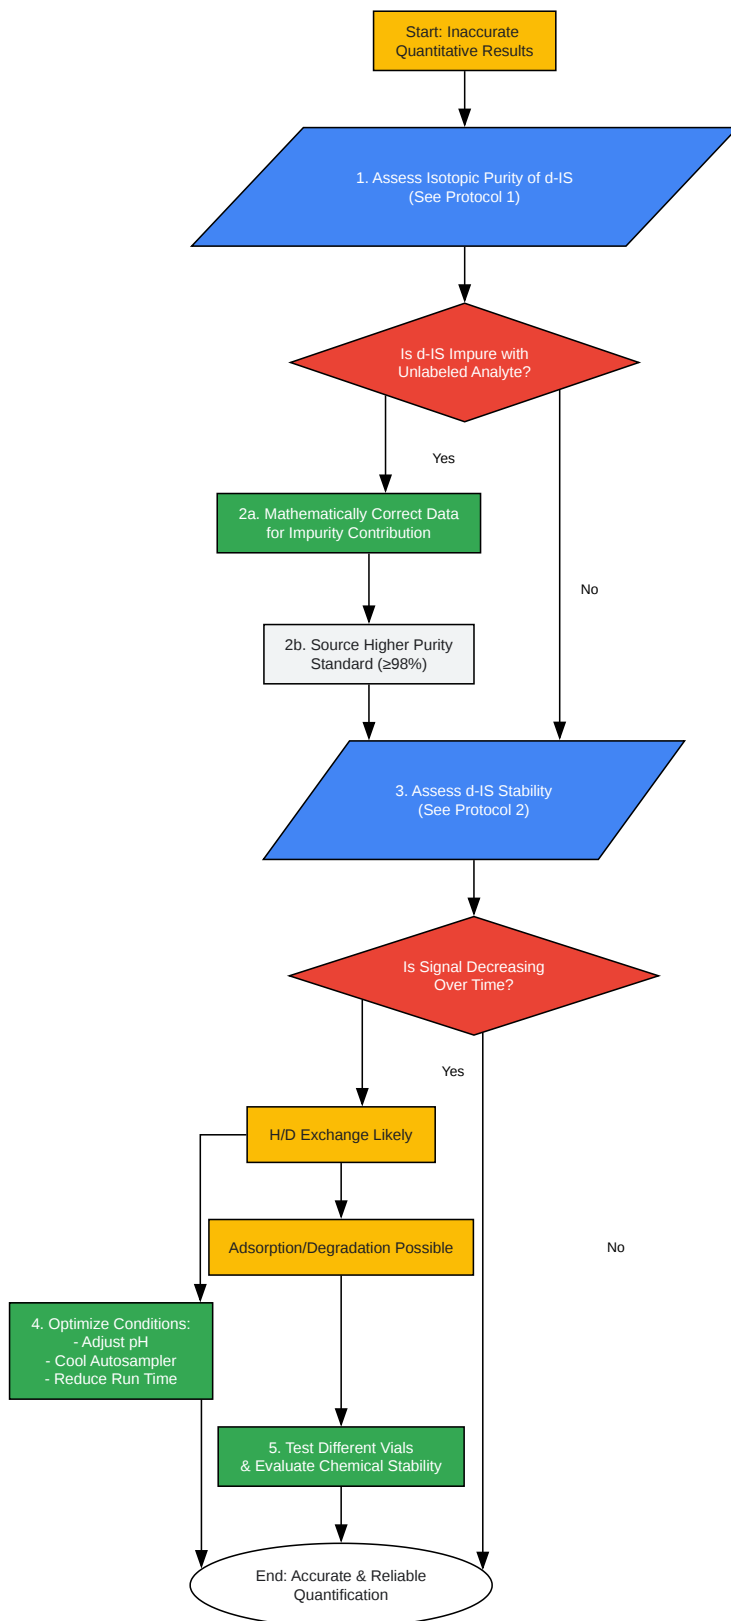 Start: Inaccurate
Quantitative Results
1. Assess Isotopic Purity of d-IS
(See Protocol 1)
Is d-IS Impure with
Unlabeled Analyte?
Yes
2a. Mathematically Correct Data
for Impurity Contribution
No
2b. Source Higher Purity
Standard (≥98%)
3. Assess d-IS Stability
(See Protocol 2)
Is Signal Decreasing
Over Time?
Yes
H/D Exchange Likely
Adsorption/Degradation Possible
No
4. Optimize Conditions:
- Adjust pH
- Cool Autosampler
- Reduce Run Time
5. Test Different Vials
& Evaluate Chemical Stability
End: Accurate & Reliable
Quantification